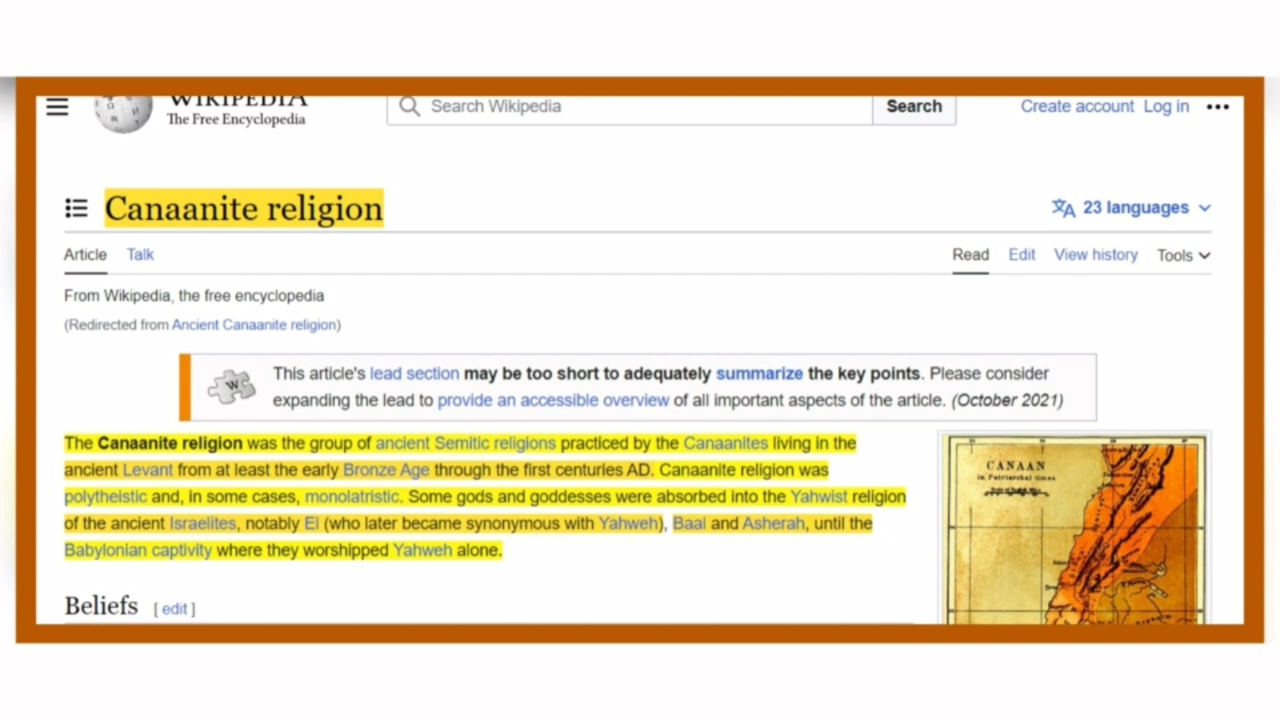 WIKIPEDIA
The Free Encyclopedia
Search Wikipedia
Search
Create account Log in
Canaanite religion
23 languages
Article Talk
Read Edit View history Tools
From Wikipedia, the free encyclopedia
(Redirected from Ancient Canaanite religion)
W
This article's lead section may be too short to adequately summarize the key points. Please consider
expanding the lead to provide an accessible overview of all important aspects of the article. (October 2021)
The Canaanite religion was the group of ancient Semitic religions practiced by the Canaanites living in the
ancient Levant from at least the early Bronze Age through the first centuries AD. Canaanite religion was
polytheistic and, in some cases, monolatristic. Some gods and goddesses were absorbed into the Yahwist religion
of the ancient Israelites, notably El (who later became synonymous with Yahweh), Baal and Asherah, until the
Babylonian captivity where they worshipped Yahweh alone.
CANAAN
in Patriarchal times
Beliefs [ edit ]